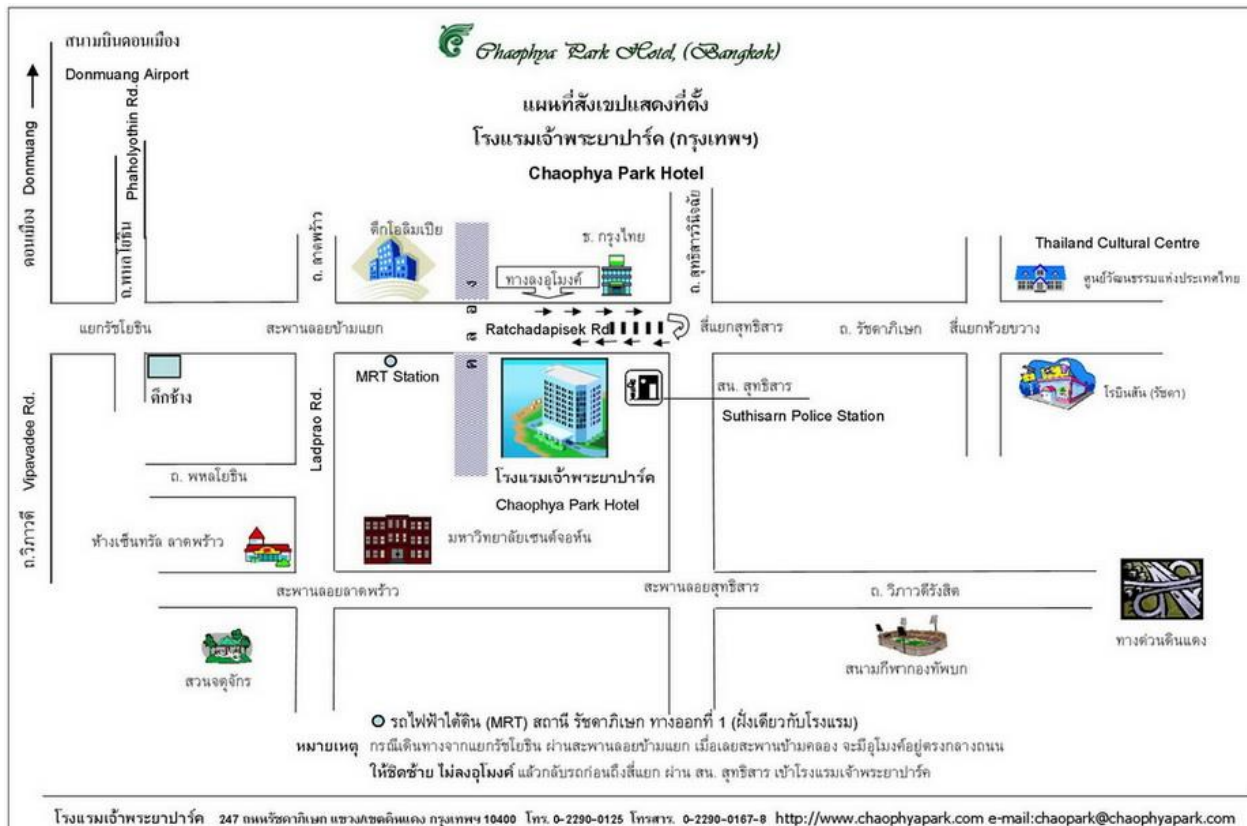 สนามบินดอนเมือง
Donmuang Airport
Chaophya Park Hotel, (Bangkok)
แผนที่สังเขปแสดงที่ตั้ง
โรงแรมเจ้าพระยาปาร์ค (กรุงเทพฯ)
Chaophya Park Hotel
ดอนเมือง Donmuang
Phaholyothin Rd.
ถ.พหลโยธิน
ถ. ลาดพร้าว
ตึกโอลิมเปีย
คลอง
ธ. กรุงไทย
ทางลงอุโมงค์
ถ. สุทธิสารวินิจฉัย
Thailand Cultural Centre
ศูนย์วัฒนธรรมแห่งประเทศไทย
แยกรัชโยธิน
สะพานลอยข้ามแยก
Ratchadapisek Rd
สี่แยกสุทธิสาร
ถ. รัชดาภิเษก
สี่แยกห้วยขวาง
ถ.วิภาวดี Vipavadee Rd.
ตึกช้าง
Ladprao Rd.
MRT Station
สน. สุทธิสาร
Suthisarn Police Station
โรบินสัน (รัชดา)
ถ. พหลโยธิน
โรงแรมเจ้าพระยาปาร์ค
Chaophya Park Hotel
ห้างเซ็นทรัล ลาดพร้าว
มหาวิทยาลัยเซนต์จอห์น
สะพานลอยลาดพร้าว
สะพานลอยสุทธิสาร
ถ. วิภาวดีรังสิต
ทางด่วนดินแดง
สวนจตุจักร
สนามกีฬากองทัพบก
รถไฟฟ้าใต้ดิน (MRT) สถานี รัชดาภิเษก ทางออกที่ 1 (ฝั่งเดียวกับโรงแรม)
หมายเหตุ กรณีเดินทางจากแยกรัชโยธิน ผ่านสะพานลอยข้ามแยก เมื่อเลยสะพานข้ามคลอง จะมีอุโมงค์อยู่ตรงกลางถนน
ให้ชิดซ้าย ไม่ลงอุโมงค์ แล้วกลับรถก่อนถึงสี่แยก ผ่าน สน. สุทธิสาร เข้าโรงแรมเจ้าพระยาปาร์ค
โรงแรมเจ้าพระยาปาร์ค 247 ถนนรัชดาภิเษก แขวง/เขตดินแดง กรุงเทพฯ 10400 โทร. 0-2290-0125 โทรสาร. 0-2290-0167-8 http://www.chaophyapark.com e-mail:chaopark@chaophyapark.com